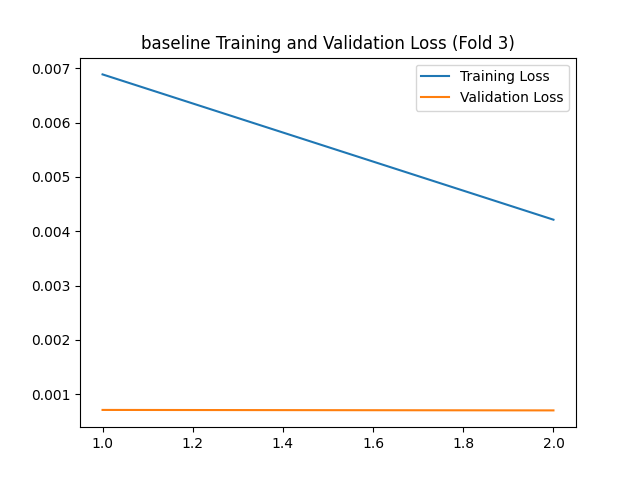 baseline Training and Validation Loss (Fold 3)
Training Loss
Validation Loss
0.007
0.006
0.005
0.004
0.003
0.002
0.001
1.0 1.2 1.4 1.6 1.8 2.0